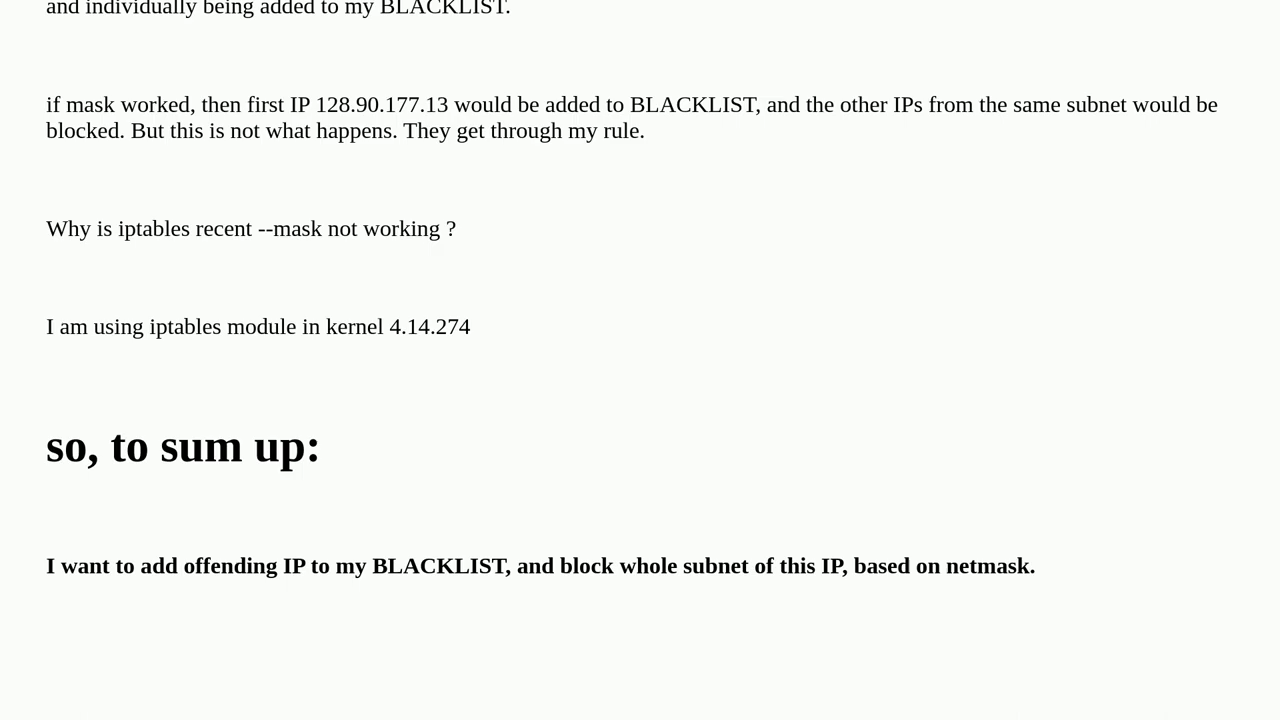 and individually being added to my BLACKLIST.
if mask worked, then first IP 128.90.177.13 would be added to BLACKLIST, and the other IPs from the same subnet would be
blocked. But this is not what happens. They get through my rule.
Why is iptables recent --mask not working ?
I am using iptables module in kernel 4.14.274
so, to sum up:
I want to add offending IP to my BLACKLIST, and block whole subnet of this IP, based on netmask.